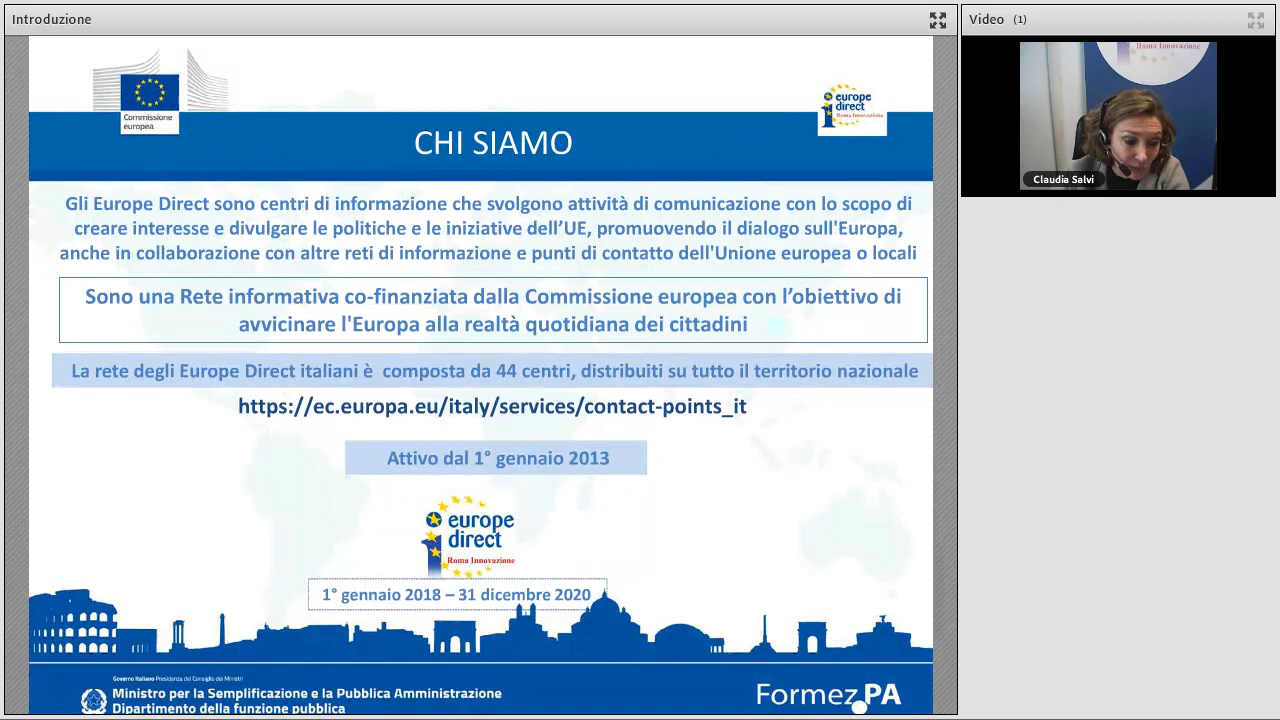 Introduzione
Video (1)
Commissione
europea
europe
direct
Roma Innovazione
CHI SIAMO
Roma Innovazione
Claudia Salvi
Gli Europe Direct sono centri di informazione che svolgono attività di comunicazione con lo scopo di
creare interesse e divulgare le politiche e le iniziative dell’UE, promuovendo il dialogo sull'Europa,
anche in collaborazione con altre reti di informazione e punti di contatto dell'Unione europea o locali
Sono una Rete informativa co-finanziata dalla Commissione europea con l’obiettivo di
avvicinare l'Europa alla realtà quotidiana dei cittadini
La rete degli Europe Direct italiani è composta da 44 centri, distribuiti su tutto il territorio nazionale
https://ec.europa.eu/italy/services/contact-points_it
Attivo dal 1° gennaio 2013
europe
direct
Roma Innovazione
1° gennaio 2018 – 31 dicembre 2020
Governo Italiano Presidenza del Consiglio dei Ministri
Ministro per la Semplificazione e la Pubblica Amministrazione
Dipartimento della funzione pubblica
Formez PA